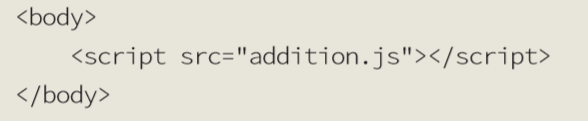 <body>
    <script src="addition.js"></script>
</body>